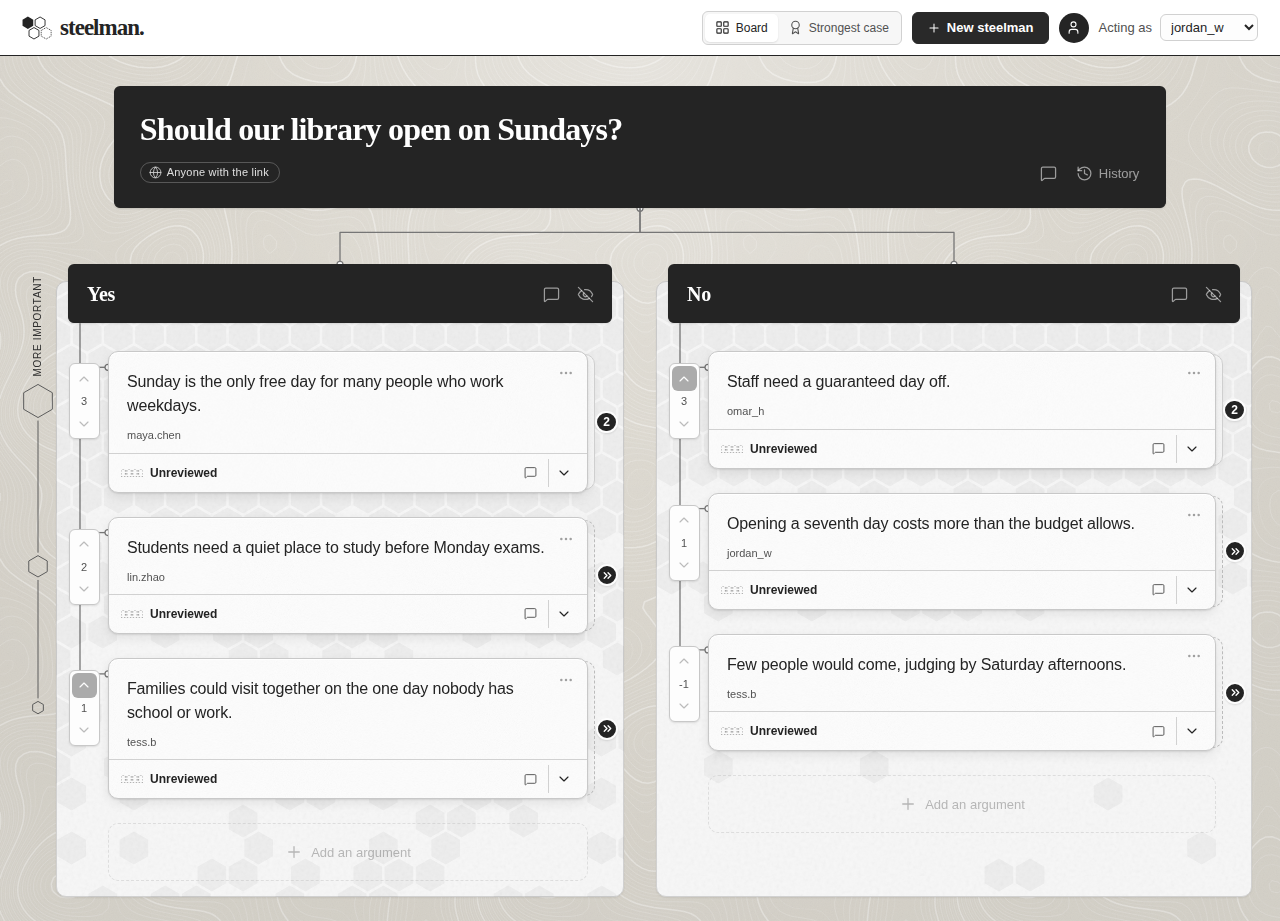 steelman.
Board
Strongest case
New steelman
Acting as
jordan_w
Should our library open on Sundays?
Anyone with the link
History
MORE IMPORTANT
Yes
3
Sunday is the only free day for many people who work
weekdays.
maya.chen
Unreviewed
2
2
Students need a quiet place to study before Monday exams.
lin.zhao
Unreviewed
1
Families could visit together on the one day nobody has
school or work.
tess.b
Unreviewed
Add an argument
No
3
Staff need a guaranteed day off.
omar_h
Unreviewed
2
1
Opening a seventh day costs more than the budget allows.
jordan_w
Unreviewed
-1
Few people would come, judging by Saturday afternoons.
tess.b
Unreviewed
Add an argument